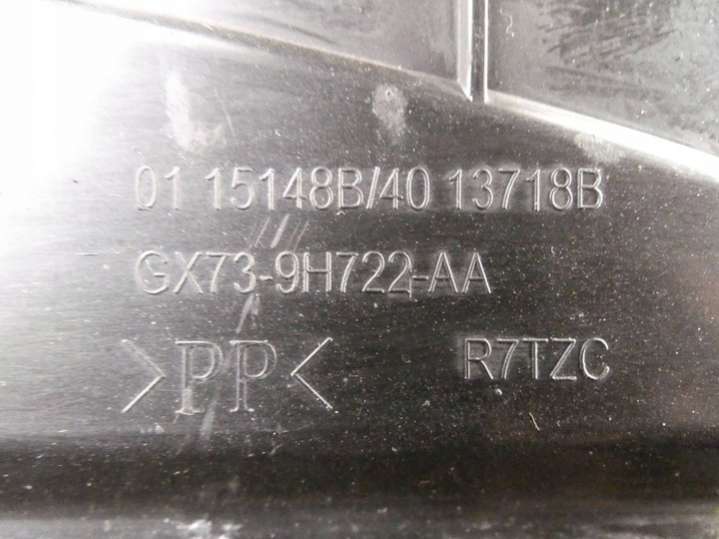 01 15148B/40 13718B
GX73-9H722-AA
>PP< R7TZC